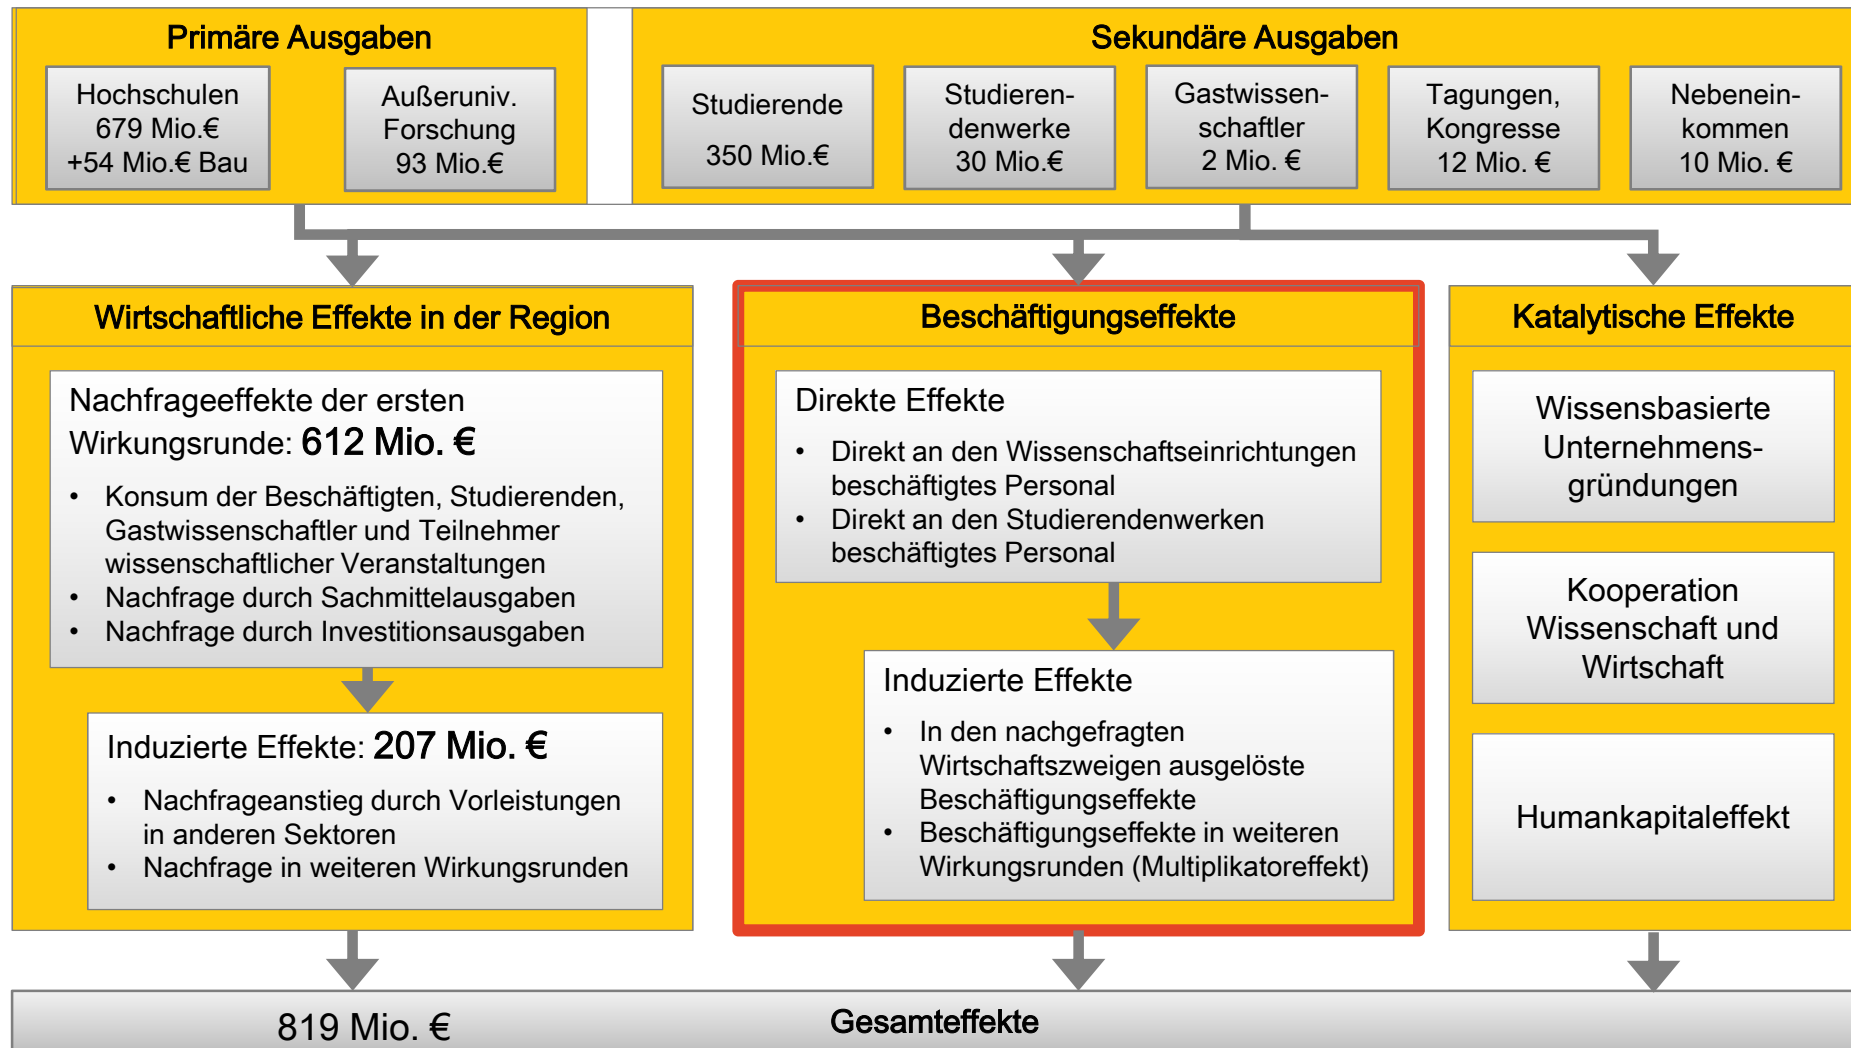 Primäre Ausgaben
Hochschulen
679 Mio.€
+54 Mio.€ Bau
Außeruniv.
Forschung
93 Mio.€
Sekundäre Ausgaben
Studierende
350 Mio.€
Studieren-
denwerke
30 Mio.€
Gastwissen-
schaftler
2 Mio. €
Tagungen,
Kongresse
12 Mio. €
Nebenein-
kommen
10 Mio. €
Wirtschaftliche Effekte in der Region
Nachfrageeffekte der ersten
Wirkungsrunde: 612 Mio. €
• Konsum der Beschäftigten, Studierenden,
Gastwissenschaftler und Teilnehmer
wissenschaftlicher Veranstaltungen
• Nachfrage durch Sachmittelausgaben
• Nachfrage durch Investitionsausgaben
Induzierte Effekte: 207 Mio. €
• Nachfrageanstieg durch Vorleistungen
in anderen Sektoren
• Nachfrage in weiteren Wirkungsrunden
Beschäftigungseffekte
Direkte Effekte
• Direkt an den Wissenschaftseinrichtungen
beschäftigtes Personal
• Direkt an den Studierendenwerken
beschäftigtes Personal
Induzierte Effekte
• In den nachgefragten
Wirtschaftszweigen ausgelöste
Beschäftigungseffekte
• Beschäftigungseffekte in weiteren
Wirkungsrunden (Multiplikatoreffekt)
Katalytische Effekte
Wissensbasierte
Unternehmens-
gründungen
Kooperation
Wissenschaft und
Wirtschaft
Humankapitaleffekt
819 Mio. €
Gesamteffekte